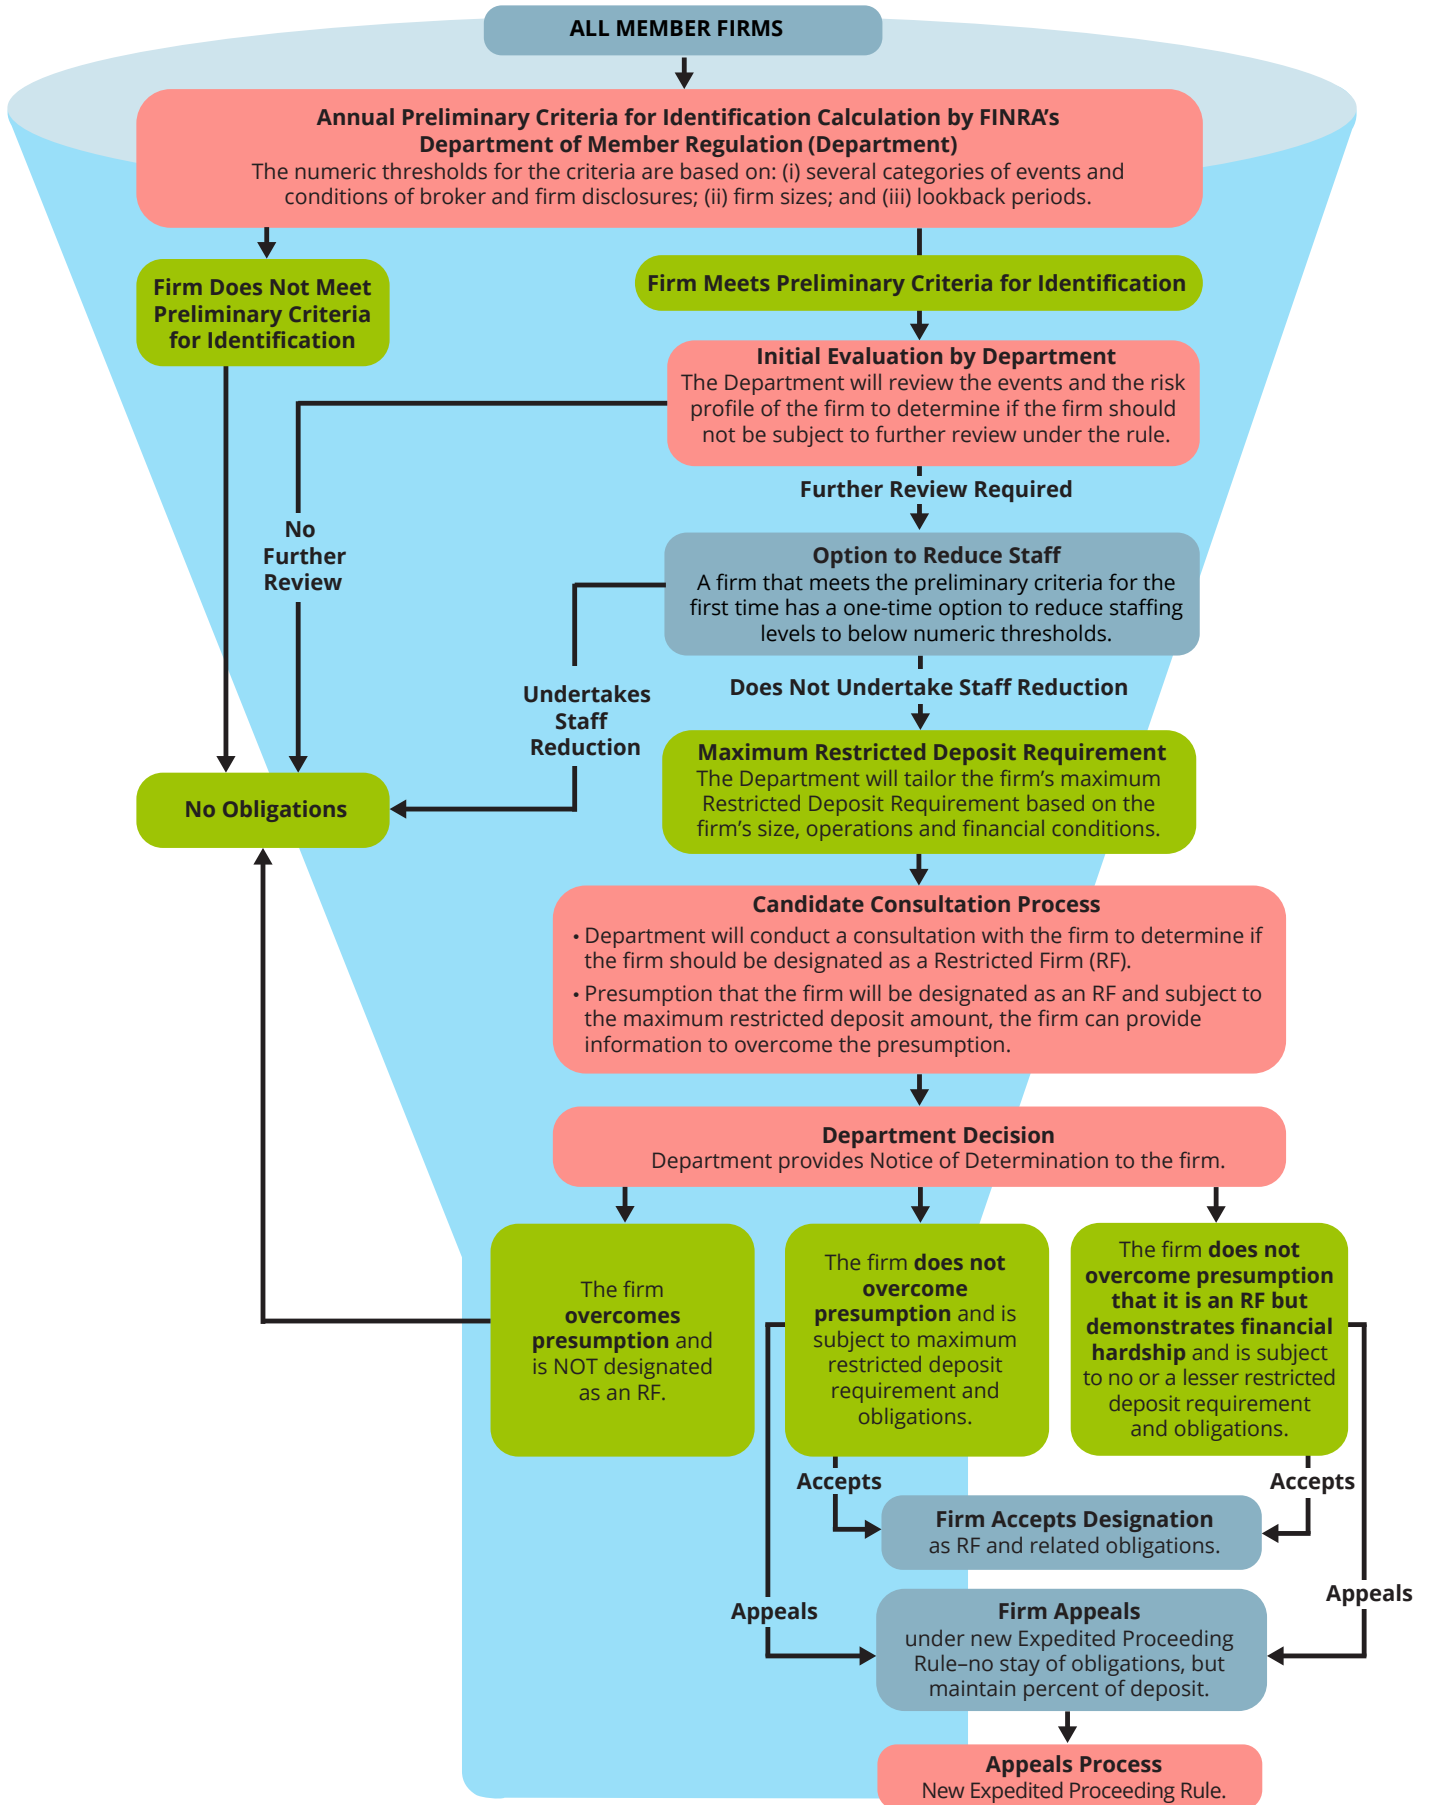 ALL MEMBER FIRMS
Annual Preliminary Criteria for Identification Calculation by FINRA's
Department of Member Regulation (Department)
The numeric thresholds for the criteria are based on: (i) several categories of events and
conditions of broker and firm disclosures; (ii) firm sizes; and (iii) lookback periods.
Firm Does Not Meet
Preliminary Criteria
for Identification
Firm Meets Preliminary Criteria for Identification
Initial Evaluation by Department
The Department will review the events and the risk
profile of the firm to determine if the firm should
not be subject to further review under the rule.
Further Review Required
No
Further
Review
Option to Reduce Staff
A firm that meets the preliminary criteria for the
first time has a one-time option to reduce staffing
levels to below numeric thresholds.
Undertakes
Staff
Reduction
Does Not Undertake Staff Reduction
Maximum Restricted Deposit Requirement
The Department will tailor the firm's maximum
Restricted Deposit Requirement based on the
firm's size, operations and financial conditions.
No Obligations
Candidate Consultation Process
• Department will conduct a consultation with the firm to determine if
the firm should be designated as a Restricted Firm (RF).
• Presumption that the firm will be designated as an RF and subject to
the maximum restricted deposit amount, the firm can provide
information to overcome the presumption.
Department Decision
Department provides Notice of Determination to the firm.
The firm
overcomes
presumption and
is NOT designated
as an RF.
The firm does not
overcome
presumption and is
subject to maximum
restricted deposit
requirement and
obligations.
The firm does not
overcome presumption
that it is an RF but
demonstrates financial
hardship and is subject
to no or a lesser restricted
deposit requirement
and obligations.
Accepts
Accepts
Firm Accepts Designation
as RF and related obligations.
Appeals
Appeals
Firm Appeals
under new Expedited Proceeding
Rule–no stay of obligations, but
maintain percent of deposit.
Appeals Process
New Expedited Proceeding Rule.